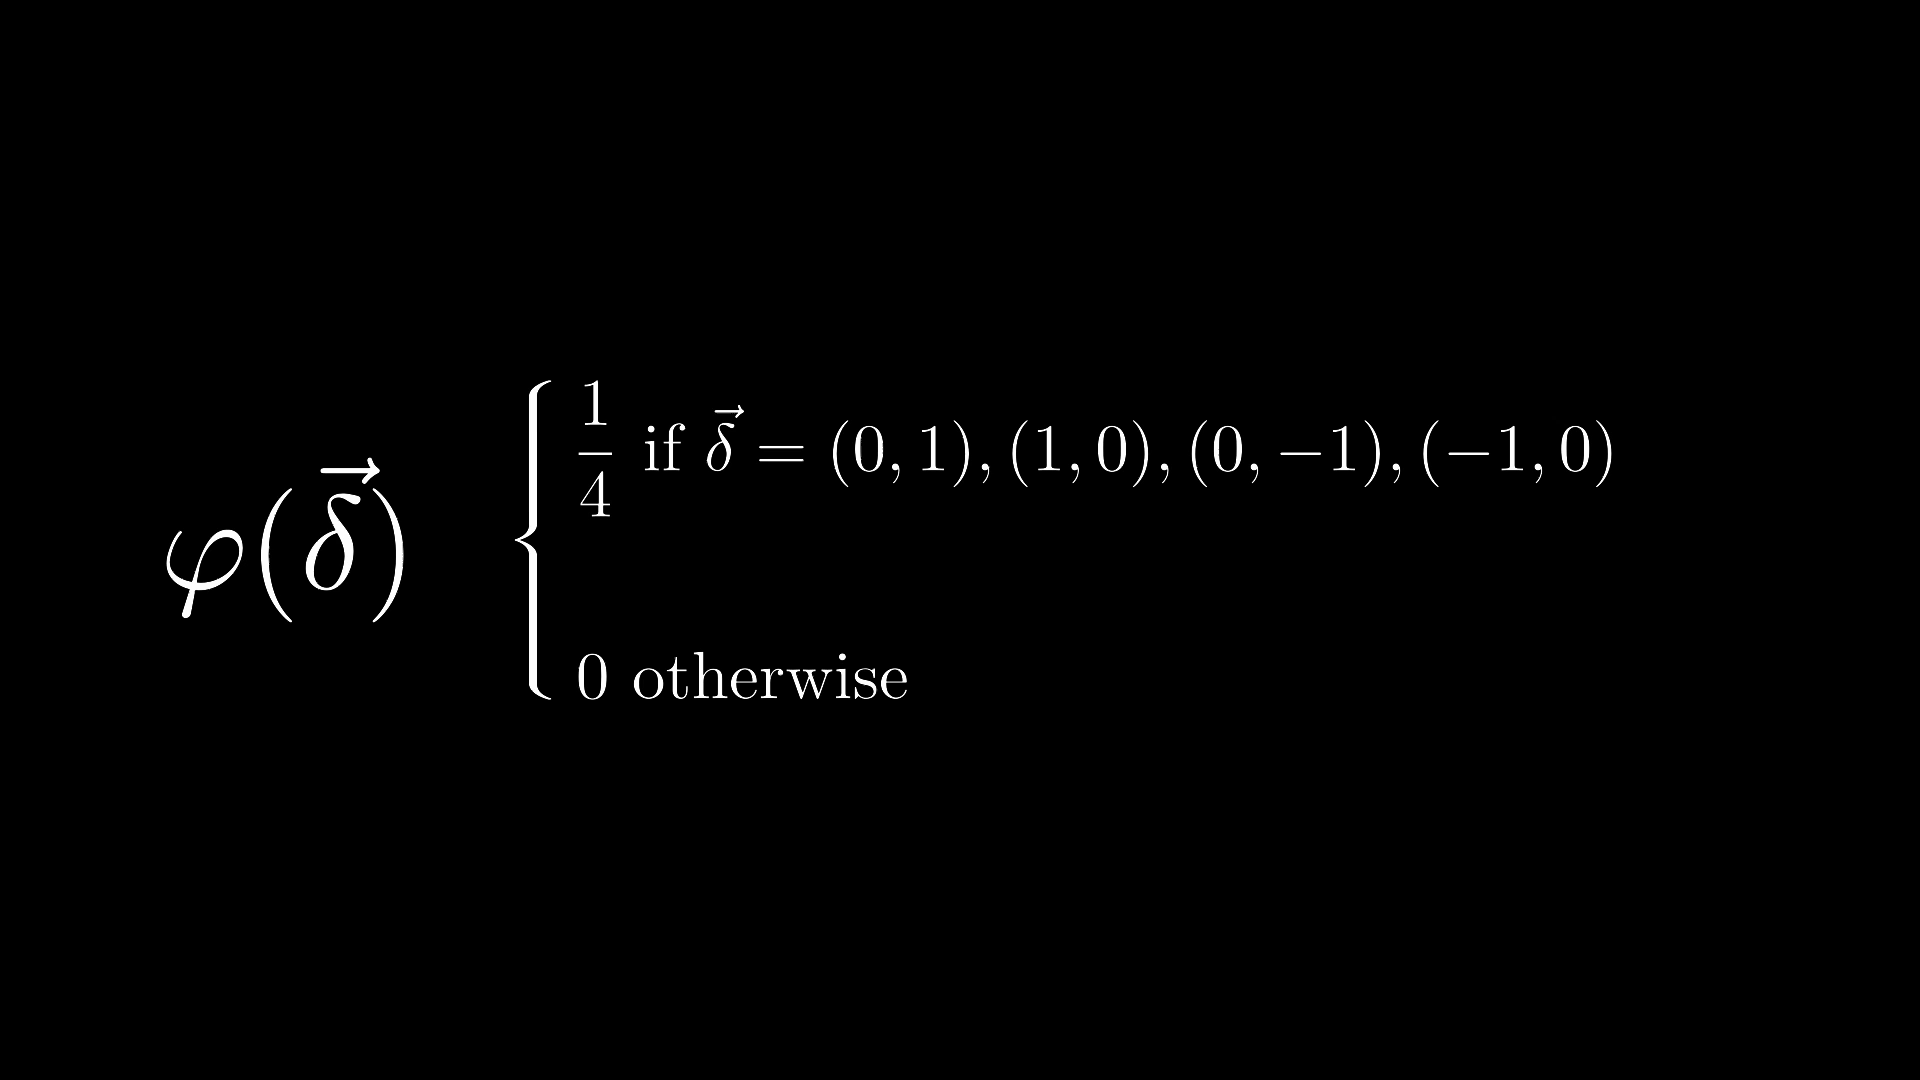 φ(δ⃗) { 1/4 if δ⃗ = (0, 1), (1, 0), (0, −1), (−1, 0)
0 otherwise